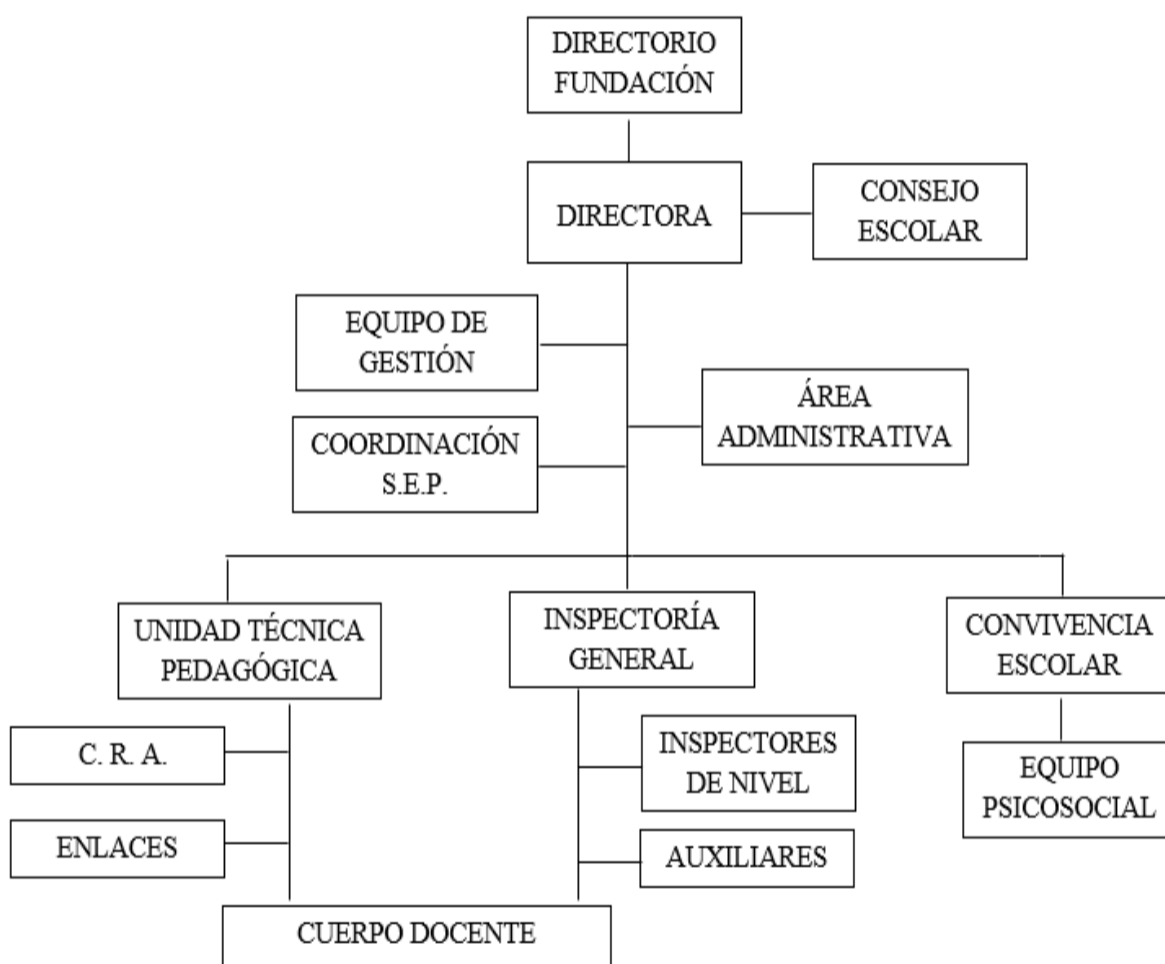 DIRECTORIO
FUNDACIÓN
DIRECTORA
CONSEJO
ESCOLAR
EQUIPO DE
GESTIÓN
ÁREA
ADMINISTRATIVA
COORDINACIÓN
S.E.P.
UNIDAD TÉCNICA
PEDAGÓGICA
INSPECTORÍA
GENERAL
CONVIVENCIA
ESCOLAR
C. R. A.
INSPECTORES
DE NIVEL
EQUIPO
PSICOSOCIAL
ENLACES
AUXILIARES
CUERPO DOCENTE